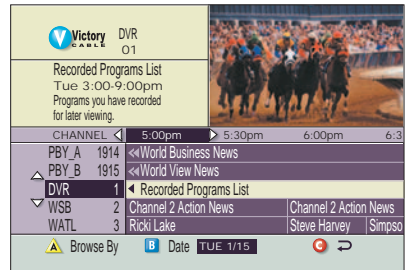 Victory CABLE DVR
01
Recorded Programs List
Tue 3:00-9:00pm
Programs you have recorded
for later viewing.
CHANNEL 5:00pm 5:30pm 6:00pm 6:3
PBY_A 1914 World Business News
PBY_B 1915 World View News
DVR 1 Recorded Programs List
WSB 2 Channel 2 Action News Channel 2 Action News
WATL 3 Ricki Lake Steve Harvey Simpso
A Browse By B Date TUE 1/15 C